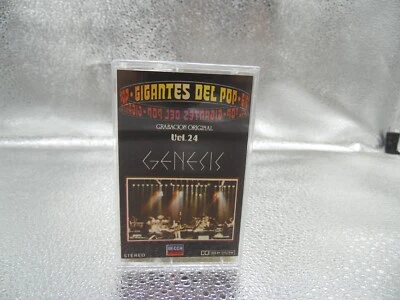 GIGANTES DEL POP
GIGANTES DEL POP
GRABACION ORIGINAL
Vol. 24
GENESIS
STEREO
DECCA